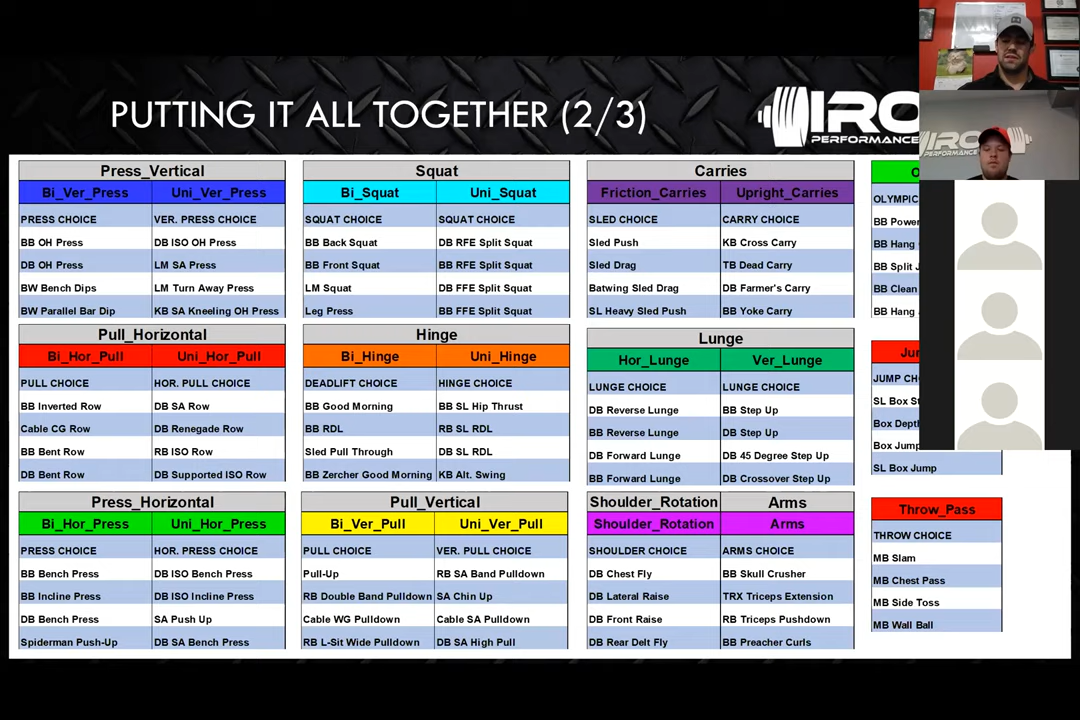 PUTTING IT ALL TOGETHER (2/3)
IRO
PERFORMANCE
IRO
PERFORMANCE
Press_Vertical
Bi_Ver_Press Uni_Ver_Press
PRESS CHOICE VER. PRESS CHOICE
BB OH Press DB ISO OH Press
DB OH Press LM SA Press
BW Bench Dips LM Turn Away Press
BW Parallel Bar Dip KB SA Kneeling OH Press
Squat
Bi_Squat Uni_Squat
SQUAT CHOICE SQUAT CHOICE
BB Back Squat DB RFE Split Squat
BB Front Squat BB RFE Split Squat
LM Squat DB FFE Split Squat
Leg Press BB FFE Split Squat
Carries
Friction_Carries Upright_Carries
SLED CHOICE CARRY CHOICE
Sled Push KB Cross Carry
Sled Drag TB Dead Carry
Batwing Sled Drag DB Farmer's Carry
SL Heavy Sled Push BB Yoke Carry
OLYMPIC
BB Power
BB Hang
BB Split J
BB Clean
BB Hang
Pull_Horizontal
Bi_Hor_Pull Uni_Hor_Pull
PULL CHOICE HOR. PULL CHOICE
BB Inverted Row DB SA Row
Cable CG Row DB Renegade Row
BB Bent Row RB ISO Row
DB Bent Row DB Supported ISO Row
Hinge
Bi_Hinge Uni_Hinge
DEADLIFT CHOICE HINGE CHOICE
BB Good Morning BB SL Hip Thrust
BB RDL RB SL RDL
Sled Pull Through DB SL RDL
BB Zercher Good Morning KB Alt. Swing
Lunge
Hor_Lunge Ver_Lunge
LUNGE CHOICE LUNGE CHOICE
DB Reverse Lunge BB Step Up
BB Reverse Lunge DB Step Up
DB Forward Lunge DB 45 Degree Step Up
BB Forward Lunge DB Crossover Step Up
Jum
JUMP CH
SL Box St
Box Depth
Box Jump
SL Box Jump
Press_Horizontal
Bi_Hor_Press Uni_Hor_Press
PRESS CHOICE HOR. PRESS CHOICE
BB Bench Press DB ISO Bench Press
BB Incline Press DB ISO Incline Press
DB Bench Press SA Push Up
Spiderman Push-Up DB SA Bench Press
Pull_Vertical
Bi_Ver_Pull Uni_Ver_Pull
PULL CHOICE VER. PULL CHOICE
Pull-Up RB SA Band Pulldown
RB Double Band Pulldown SA Chin Up
Cable WG Pulldown Cable SA Pulldown
RB L-Sit Wide Pulldown DB SA High Pull
Shoulder_Rotation Arms
Shoulder_Rotation Arms
SHOULDER CHOICE ARMS CHOICE
DB Chest Fly BB Skull Crusher
DB Lateral Raise TRX Triceps Extension
DB Front Raise RB Triceps Pushdown
DB Rear Delt Fly BB Preacher Curls
Throw_Pass
THROW CHOICE
MB Slam
MB Chest Pass
MB Side Toss
MB Wall Ball